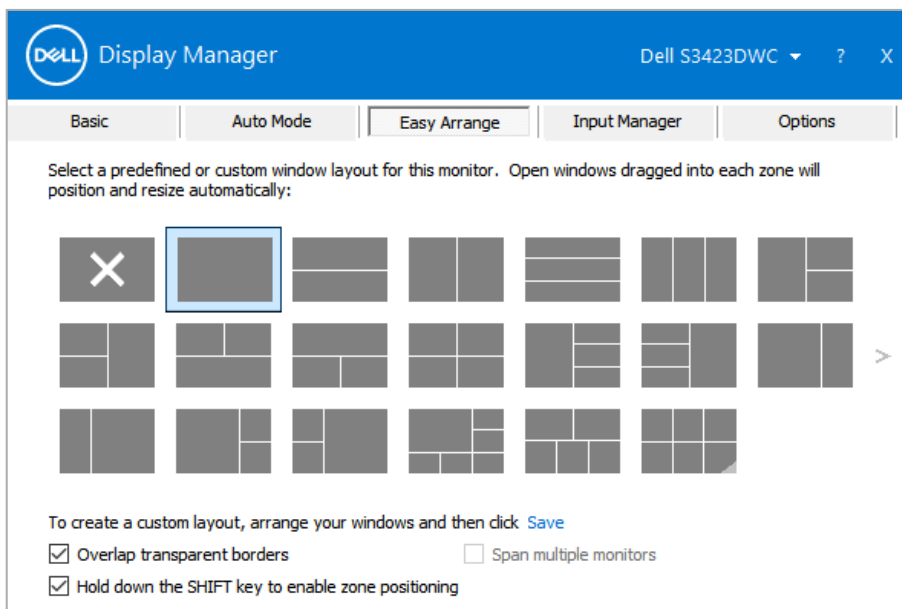 DELL Display Manager Dell S3423DWC ? X
Basic Auto Mode Easy Arrange Input Manager Options
Select a predefined or custom window layout for this monitor. Open windows dragged into each zone will
position and resize automatically:
>
To create a custom layout, arrange your windows and then click Save
Overlap transparent borders Span multiple monitors
Hold down the SHIFT key to enable zone positioning